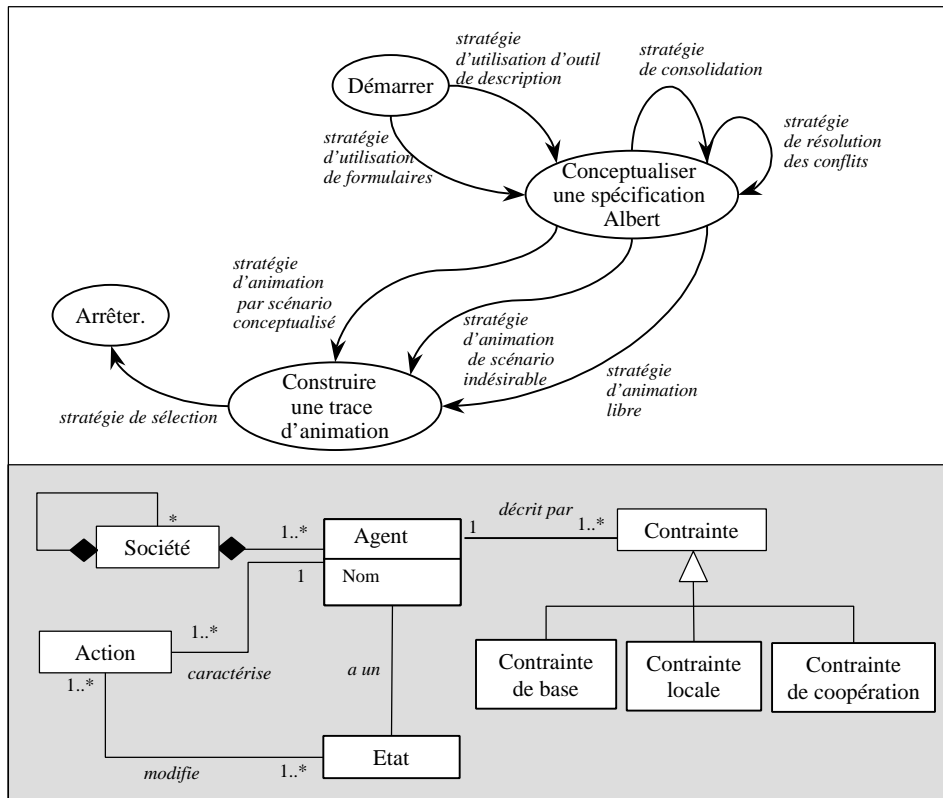 stratégie
d'utilisation d'outil
de description
stratégie
de consolidation
Démarrer
stratégie
de résolution
des conflits
stratégie
d'utilisation
de formulaires
Conceptualiser
une spécification
Albert
stratégie
d'animation
par scénario
conceptualisé
Arrêter.
stratégie
d'animation
de scénario
indésirable
stratégie
d'animation
libre
Construire
une trace
d'animation
stratégie de sélection
*
Société
1..*
Agent
Nom
1
décrit par
1..*
Contrainte
1
1..*
Action
caractérise
1..*
a un
Contrainte
de base
Contrainte
locale
Contrainte
de coopération
modifie
1..*
Etat